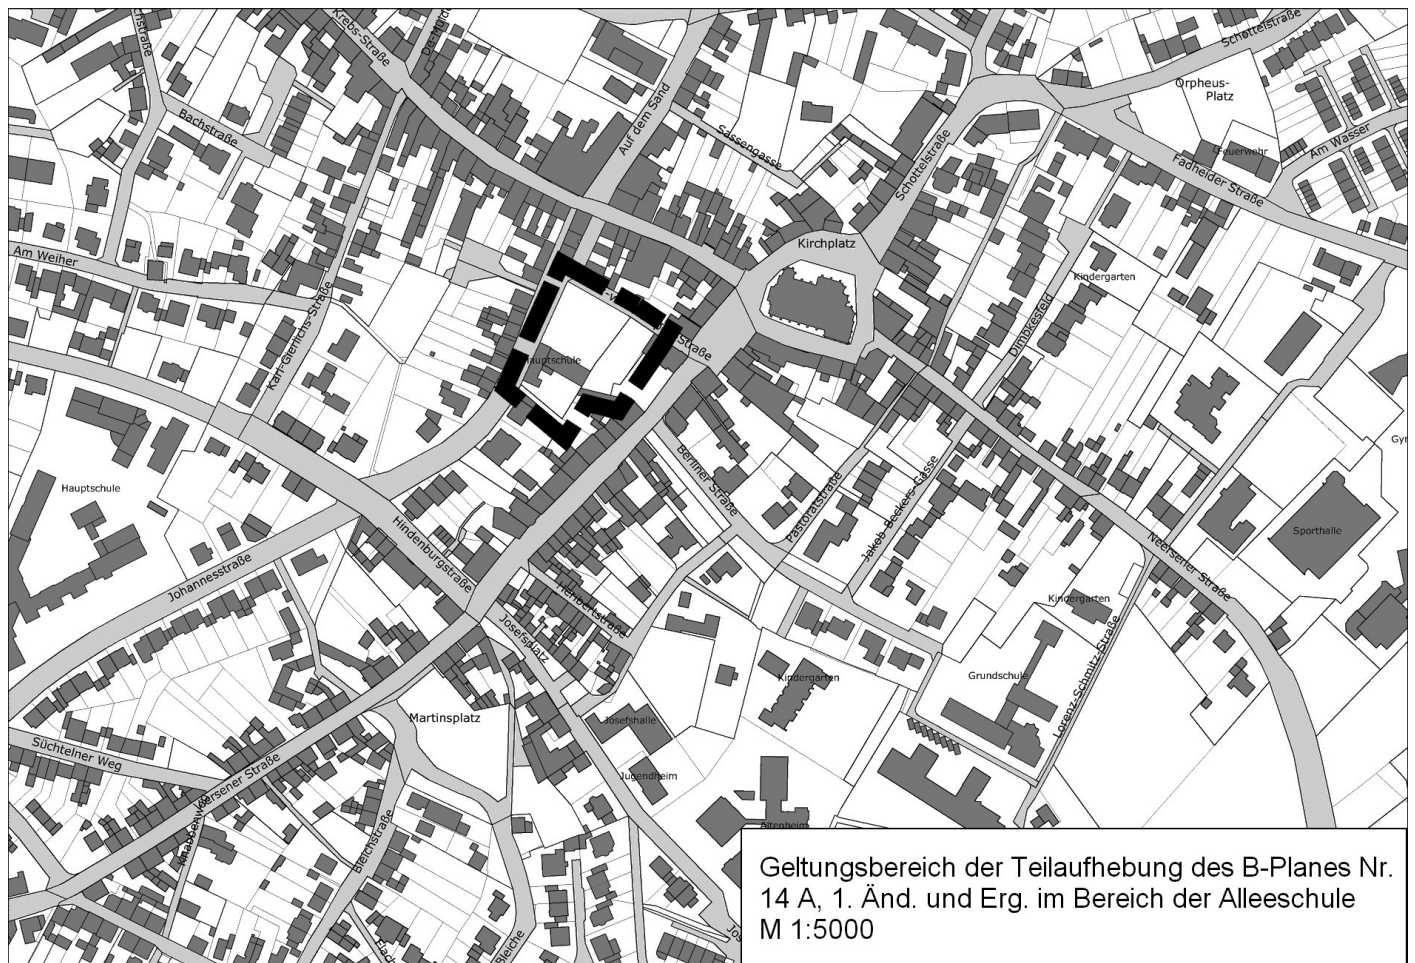 Krebs-Straße
Schottelstraße
Orpheus-
Platz
Auf dem Sand
Bachstraße
Sassengasse
Am Wasser
Feuerwehr
Schottelstraße
Fadheider Straße
Kirchplatz
Am Weiher
Kindergarten
Karl-Gierlichs-Straße
Dimbkesfeld
Straße
Hauptschule
Berliner Straße
Hauptschule
Pastoratstraße
Jakob-Beckers-Gasse
Sporthalle
Hindenburgstraße
Neersener Straße
Johannesstraße
Heribertstraße
Kindergarten
Josefsplatz
Lorenz-Schmitz-Straße
Grundschule
Kindergarten
Martinsplatz
Josefshalle
Süchtelner Weg
Jugendheim
Knabbenweg
Bleichstraße
Altenheim
Bleiche
Geltungsbereich der Teilaufhebung des B-Planes Nr.
14 A, 1. Änd. und Erg. im Bereich der Alleeschule
M 1:5000